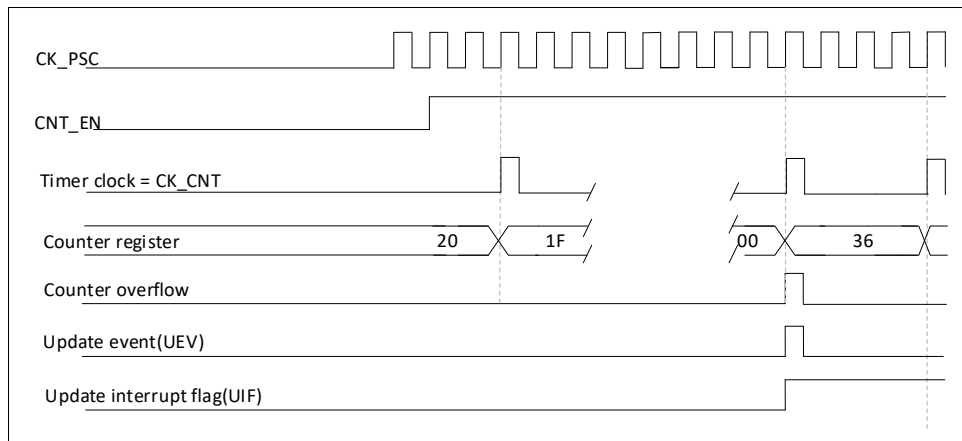 CK_PSC
CNT_EN
Timer clock = CK_CNT
Counter register 20 1F 00 36
Counter overflow
Update event(UEV)
Update interrupt flag(UIF)